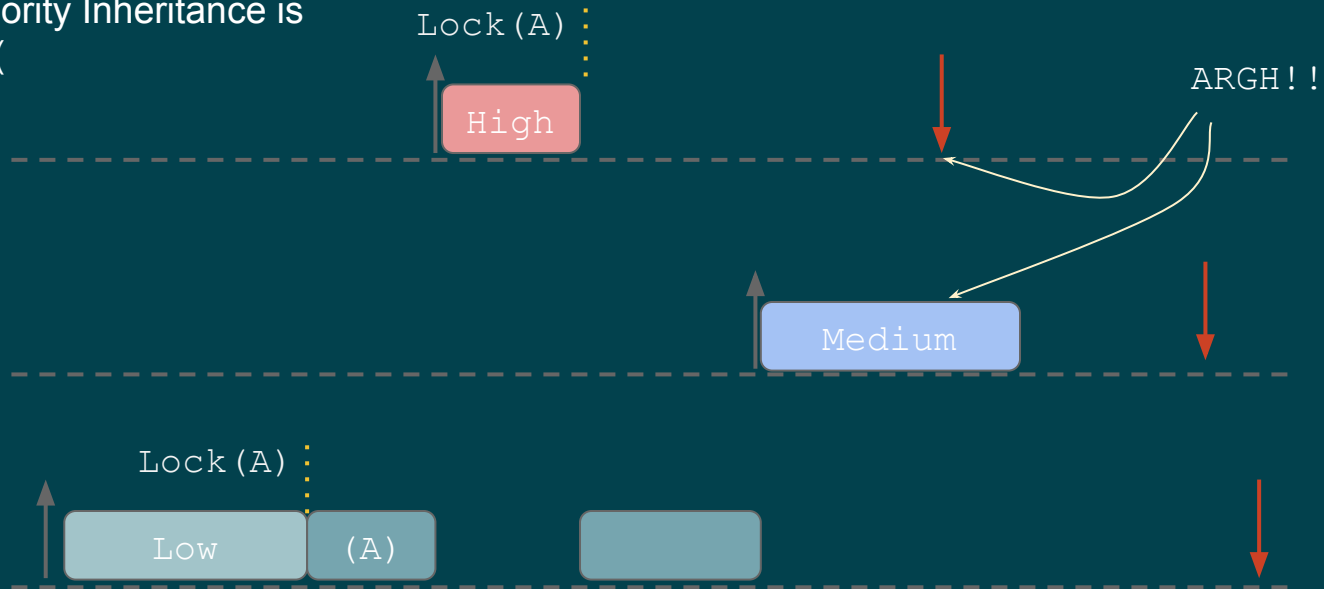 ority Inheritance is
(
Lock(A)
ARGH!!
High
Medium
Lock(A)
Low
(A)